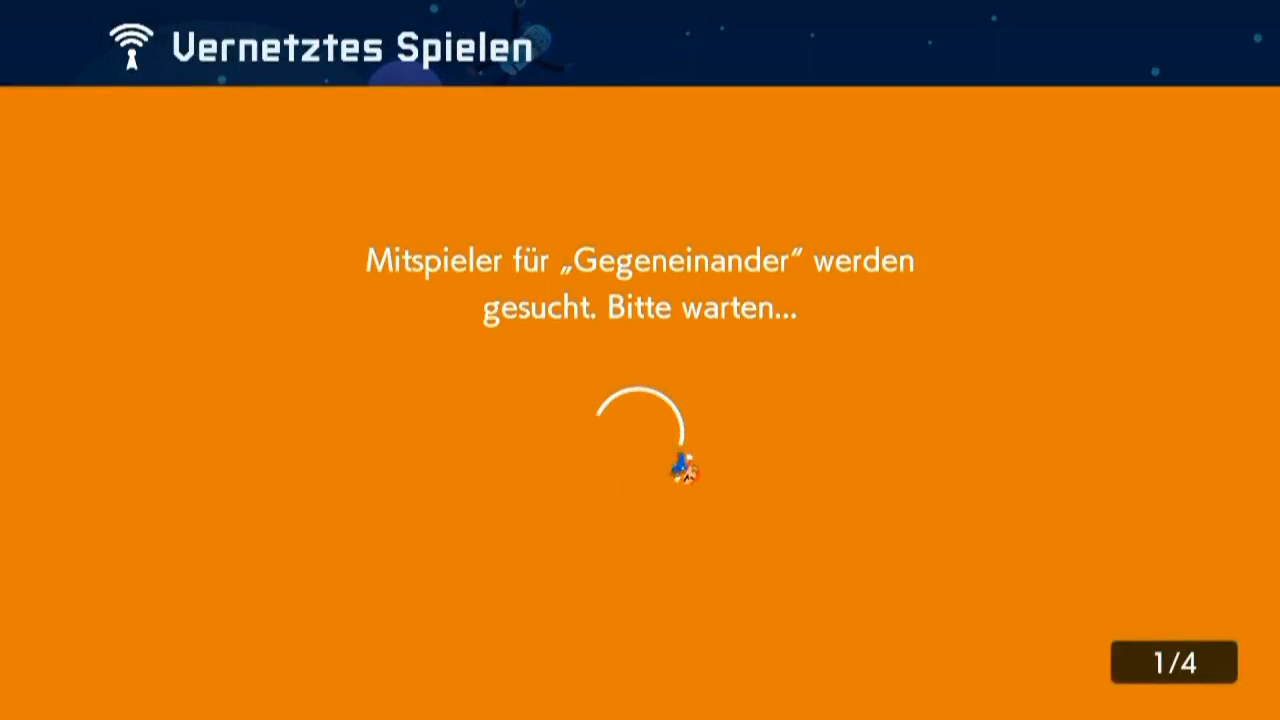 Vernetztes Spielen
Mitspieler für „Gegeneinander“ werden
gesucht. Bitte warten...
1/4